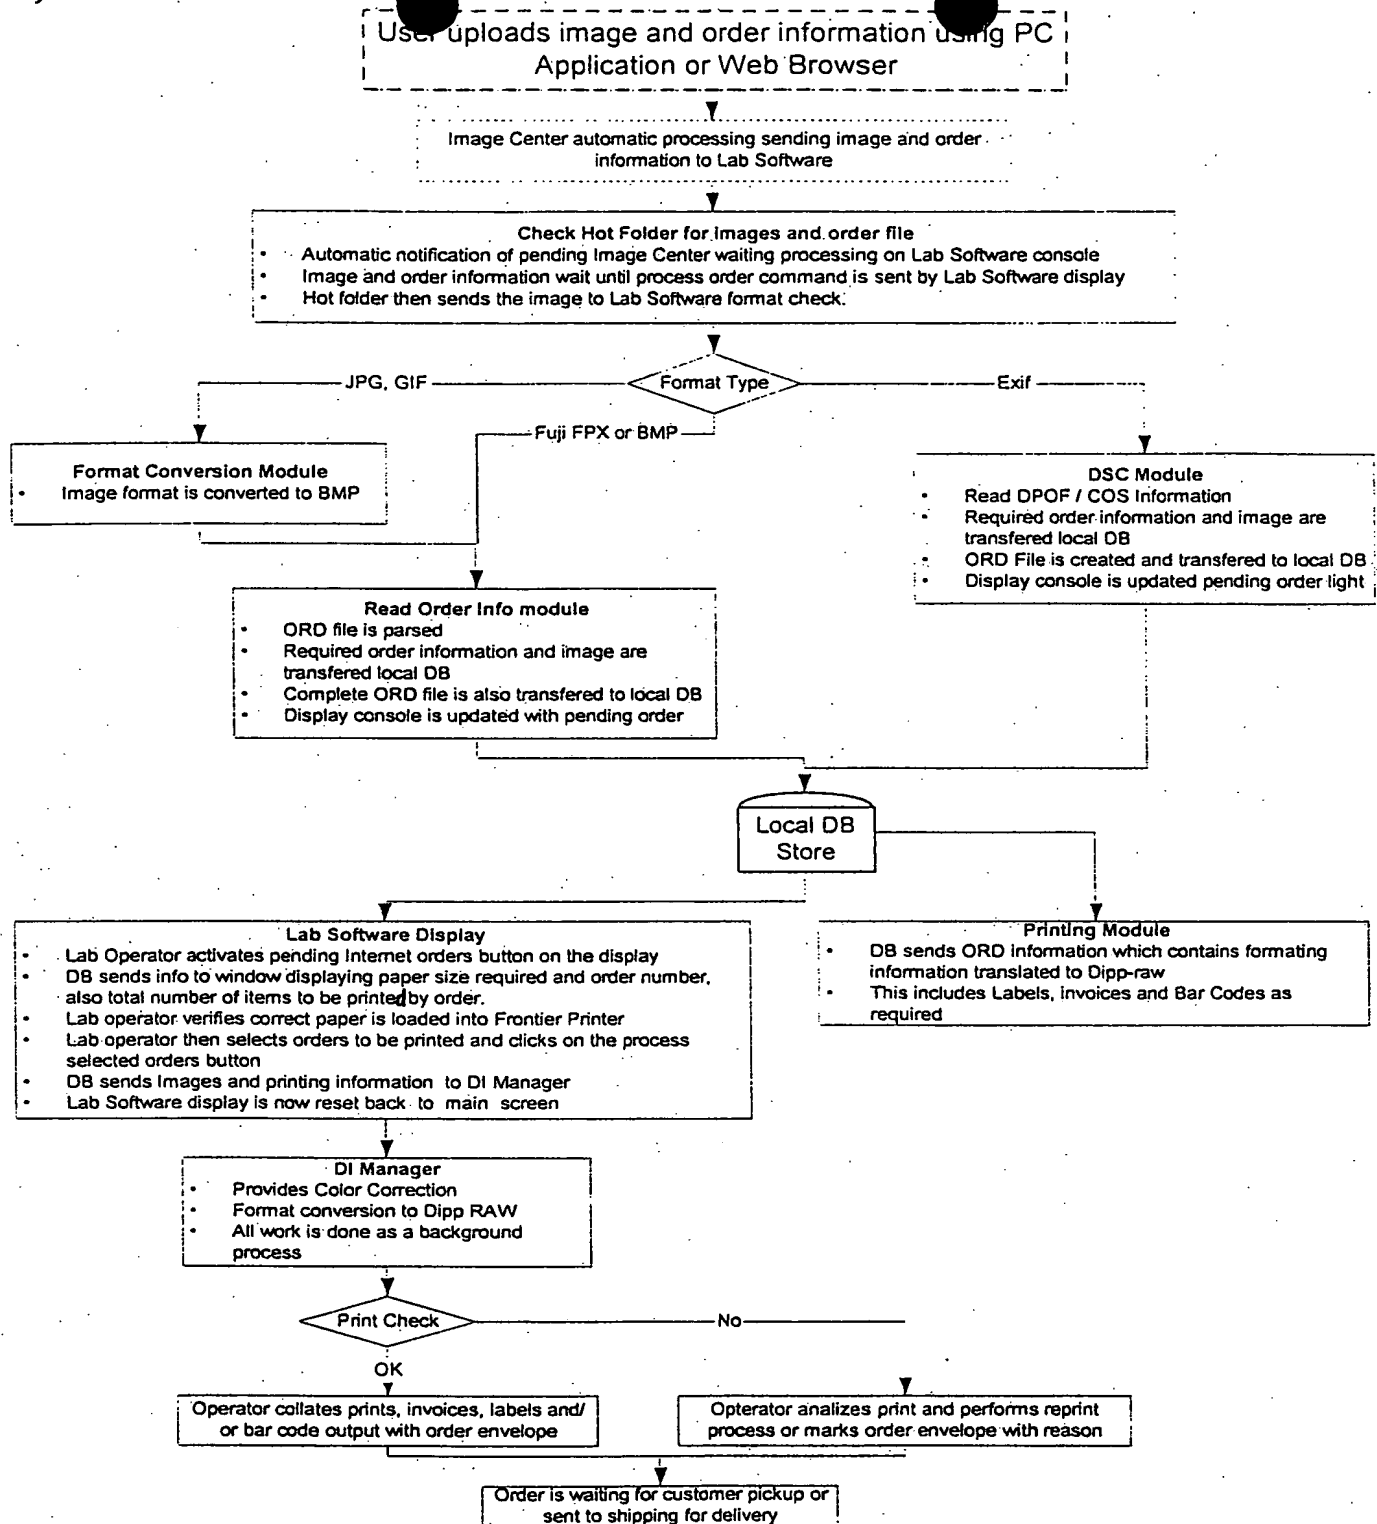 User uploads image and order information using PC
Application or Web Browser
Image Center automatic processing sending image and order
information to Lab Software
Check Hot Folder for Images and order file
• Automatic notification of pending Image Center waiting processing on Lab Software console
• Image and order information wait until process order command is sent by Lab Software display
• Hot folder then sends the image to Lab Software format check.
Format Type
JPG, GIF
Exif
Fuji FPX or BMP
Format Conversion Module
• Image format is converted to BMP
DSC Module
• Read DPOF / COS Information
• Required order information and image are
transfered local DB
• ORD File is created and transfered to local DB
• Display console is updated pending order light
Read Order Info module
• ORD file is parsed
• Required order information and image are
transfered local DB
• Complete ORD file is also transfered to local DB
• Display console is updated with pending order
Local DB
Store
Lab Software Display
• Lab Operator activates pending Internet orders button on the display
• DB sends info to window displaying paper size required and order number,
also total number of items to be printed by order.
• Lab operator verifies correct paper is loaded into Frontier Printer
• Lab operator then selects orders to be printed and clicks on the process
selected orders button
• DB sends Images and printing information to DI Manager
• Lab Software display is now reset back to main screen
Printing Module
• DB sends ORD information which contains formating
information translated to Dipp-raw
• This includes Labels, invoices and Bar Codes as
required
DI Manager
• Provides Color Correction
• Format conversion to Dipp RAW
• All work is done as a background
process
Print Check
No
OK
Operator collates prints, invoices, labels and/
or bar code output with order envelope
Opterator analizes print and performs reprint
process or marks order envelope with reason
Order is waiting for customer pickup or
sent to shipping for delivery